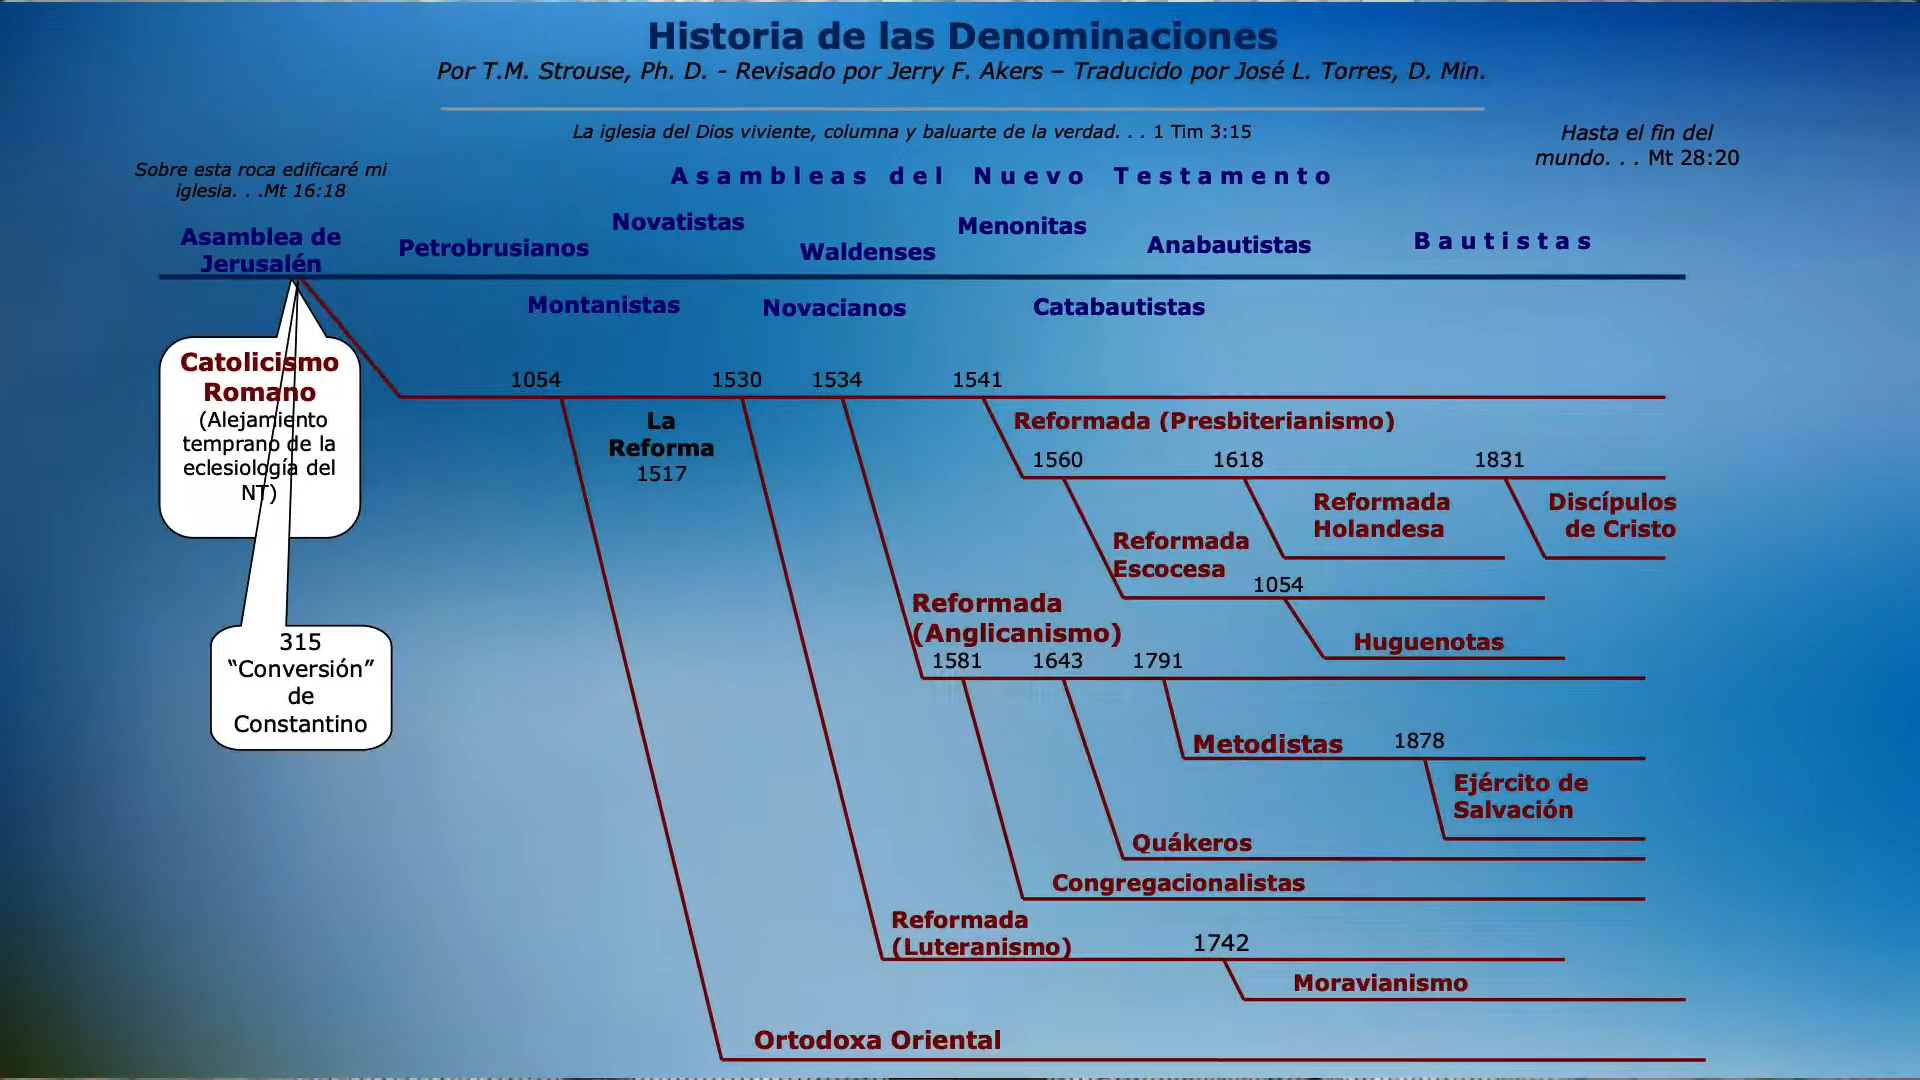 Historia de las Denominaciones
Por T.M. Strouse, Ph. D. - Revisado por Jerry F. Akers – Traducido por José L. Torres, D. Min.
La iglesia del Dios viviente, columna y baluarte de la verdad. . . 1 Tim 3:15
Hasta el fin del
mundo. . . Mt 28:20
Sobre esta roca edificaré mi
iglesia. . .Mt 16:18
Asambleas del Nuevo Testamento
Asamblea de
Jerusalén
Petrobrusianos
Novatistas
Waldenses
Menonitas
Anabautistas
Bautistas
Montanistas
Novacianos
Catabautistas
Catolicismo
Romano
(Alejamiento
temprano de la
eclesiología del
NT)
315
“Conversión”
de
Constantino
1054
1530
1534
1541
La
Reforma
1517
Reformada (Presbiterianismo)
1560
1618
1831
Reformada
Holandesa
Discípulos
de Cristo
Reformada
Escocesa
1054
Huguenotas
Reformada
(Anglicanismo)
1581
1643
1791
Metodistas
1878
Ejército de
Salvación
Quákeros
Congregacionalistas
Reformada
(Luteranismo)
1742
Moravianismo
Ortodoxa Oriental